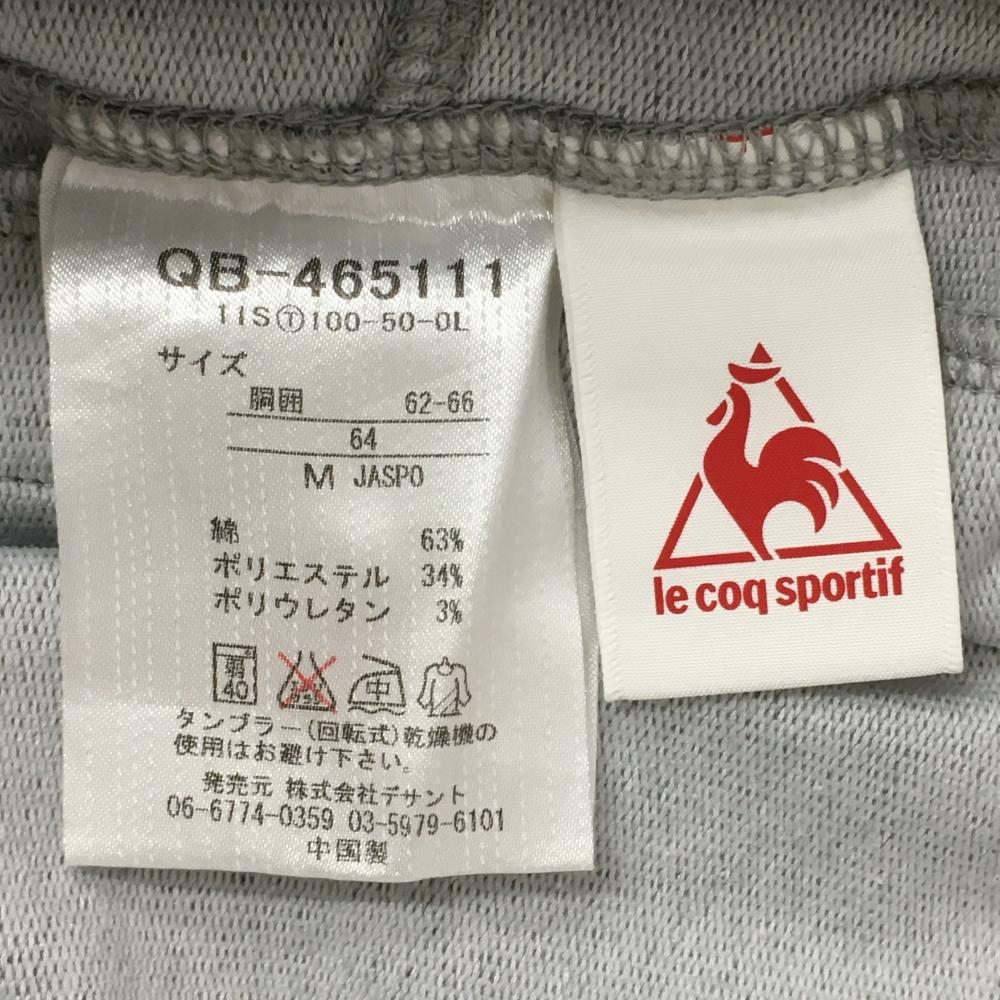 QB-465111
11SⓉ100-50-0L
サイズ
胴囲 62-66
64
M JASPO
綿 63%
ポリエステル 34%
ポリウレタン 3%
弱
40
中
タンブラー(回転式)乾燥機の
使用はお避け下さい。
発売元 株式会社デサント
06-6774-0359 03-5979-6101
中国製
le coq sportif